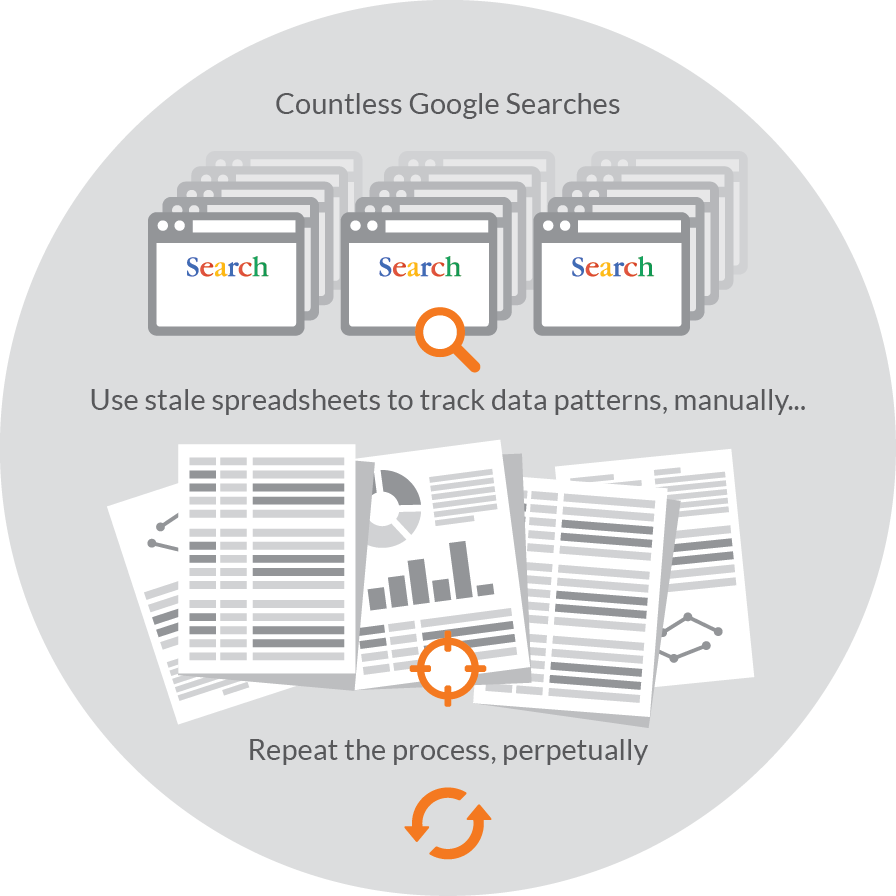 Countless Google Searches
Search Search Search
Use stale spreadsheets to track data patterns, manually...
Repeat the process, perpetually